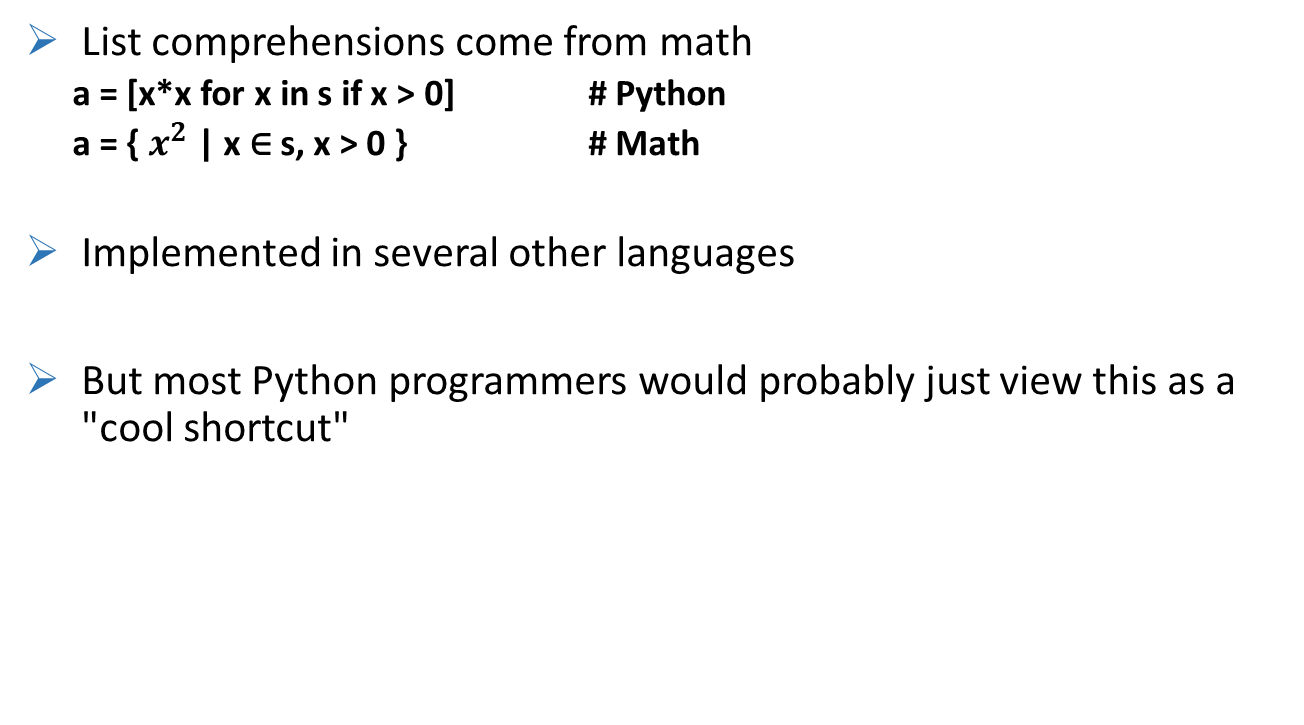 ➢ List comprehensions come from math
a = [x*x for x in s if x > 0] # Python
a = { 𝑥² | x ∈ s, x > 0 } # Math
➢ Implemented in several other languages
➢ But most Python programmers would probably just view this as a
"cool shortcut"